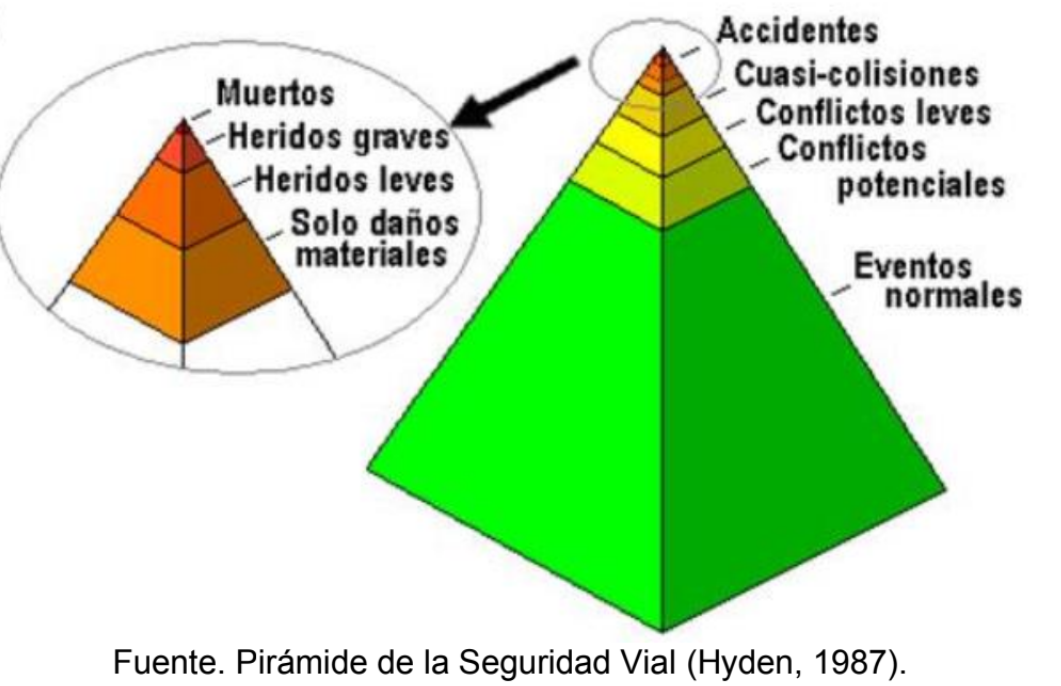 Muertos
Heridos graves
Heridos leves
Solo daños
materiales
Accidentes
Cuasi-colisiones
Conflictos leves
Conflictos
potenciales
Eventos
normales
Fuente. Pirámide de la Seguridad Vial (Hyden, 1987).